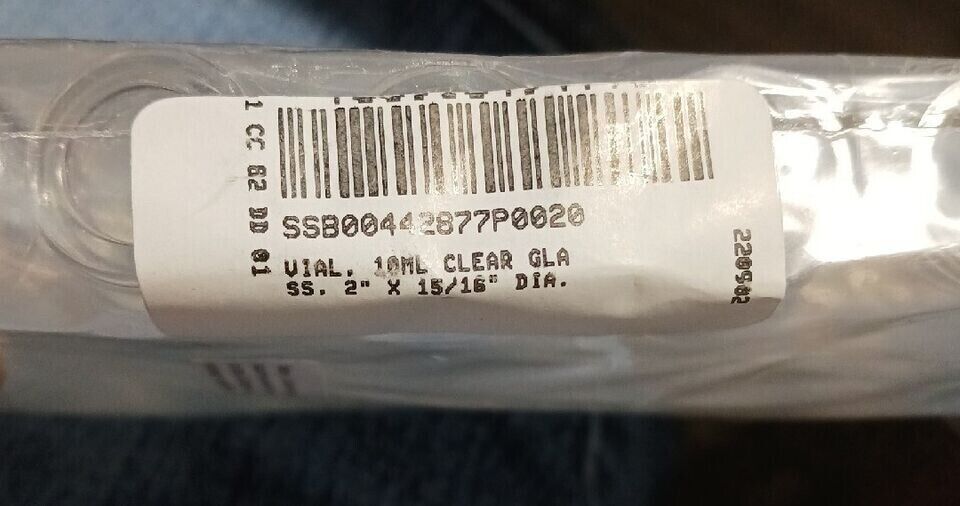 1 CC 82 DD 01
SSB00442877P0020
VIAL, 10ML CLEAR GLA
SS. 2" X 15/16" DIA.
220902